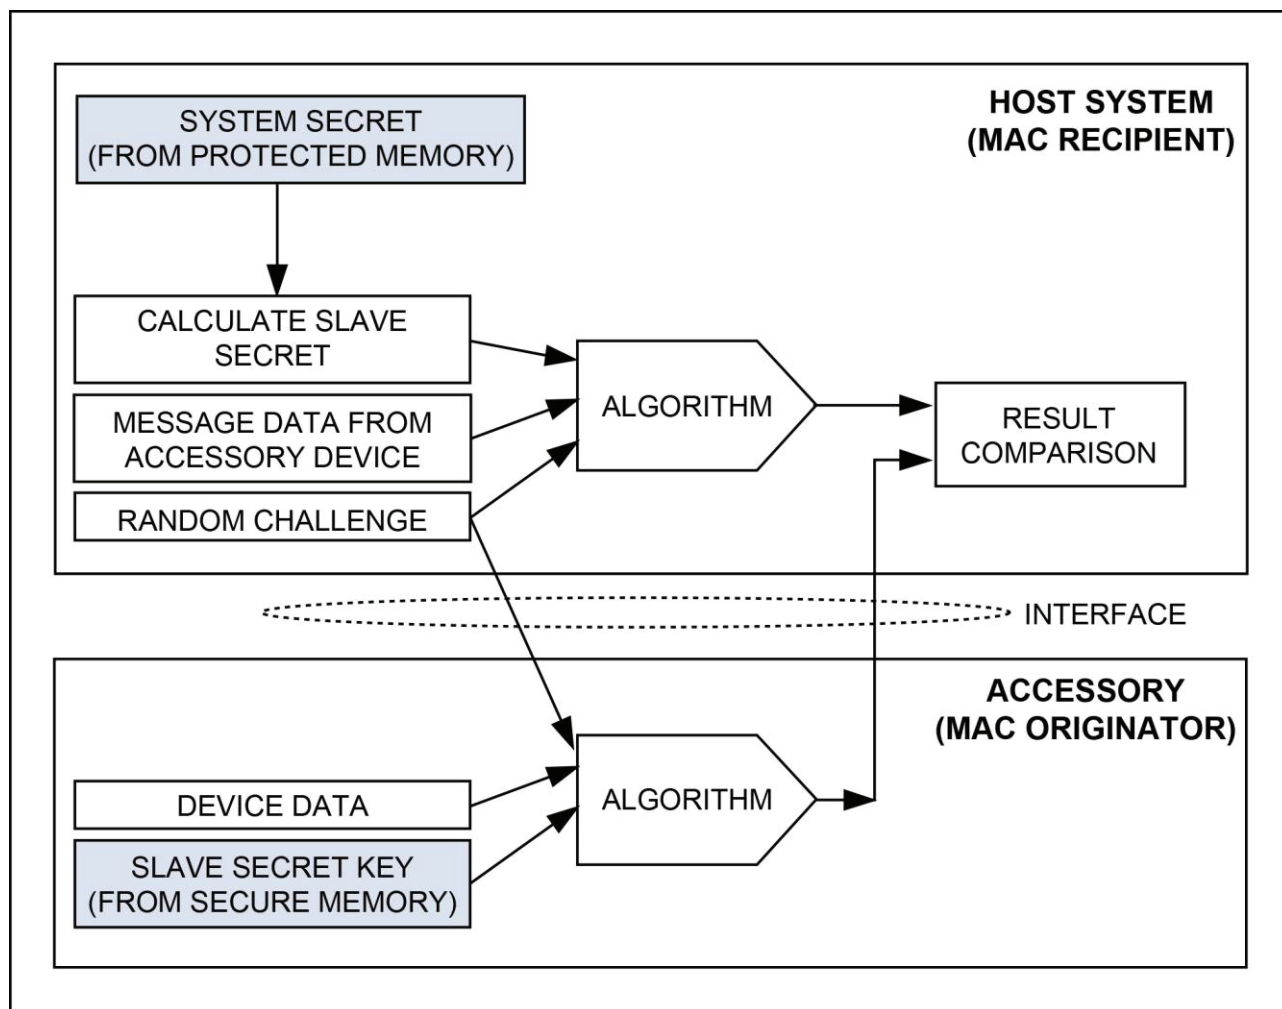 HOST SYSTEM
(MAC RECIPIENT)
SYSTEM SECRET
(FROM PROTECTED MEMORY)
CALCULATE SLAVE
SECRET
MESSAGE DATA FROM
ACCESSORY DEVICE
RANDOM CHALLENGE
ALGORITHM
RESULT
COMPARISON
INTERFACE
ACCESSORY
(MAC ORIGINATOR)
DEVICE DATA
SLAVE SECRET KEY
(FROM SECURE MEMORY)
ALGORITHM